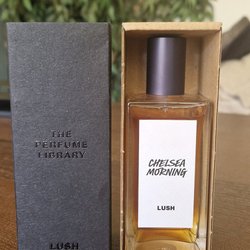 THE
PERFUME
LIBRARY
LUSH
CHELSEA
MORNING
LUSH